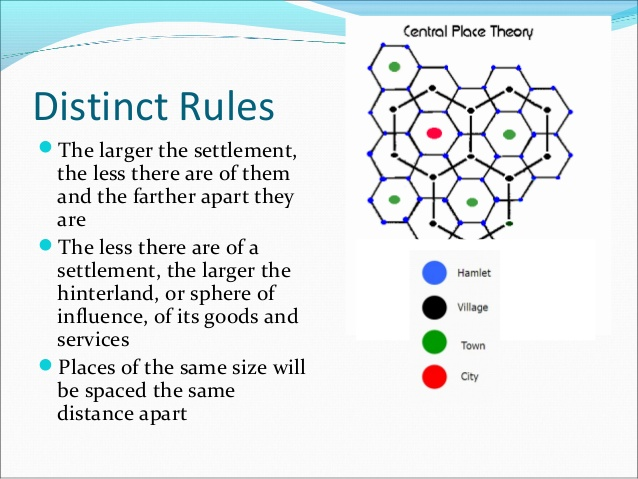 Distinct Rules
The larger the settlement,
the less there are of them
and the farther apart they
are
The less there are of a
settlement, the larger the
hinterland, or sphere of
influence, of its goods and
services
Places of the same size will
be spaced the same
distance apart
Central Place Theory
Hamlet
Village
Town
City